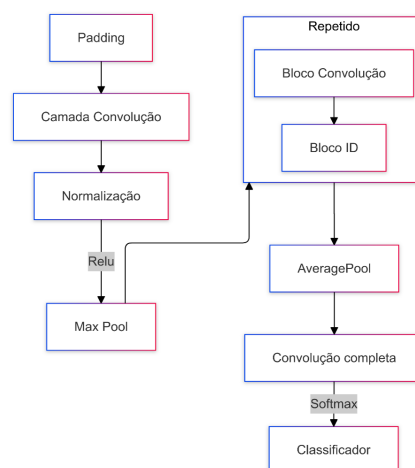 Padding
Camada Convolução
Normalização
Relu
Max Pool
Repetido
Bloco Convolução
Bloco ID
AveragePool
Convolução completa
Softmax
Classificador